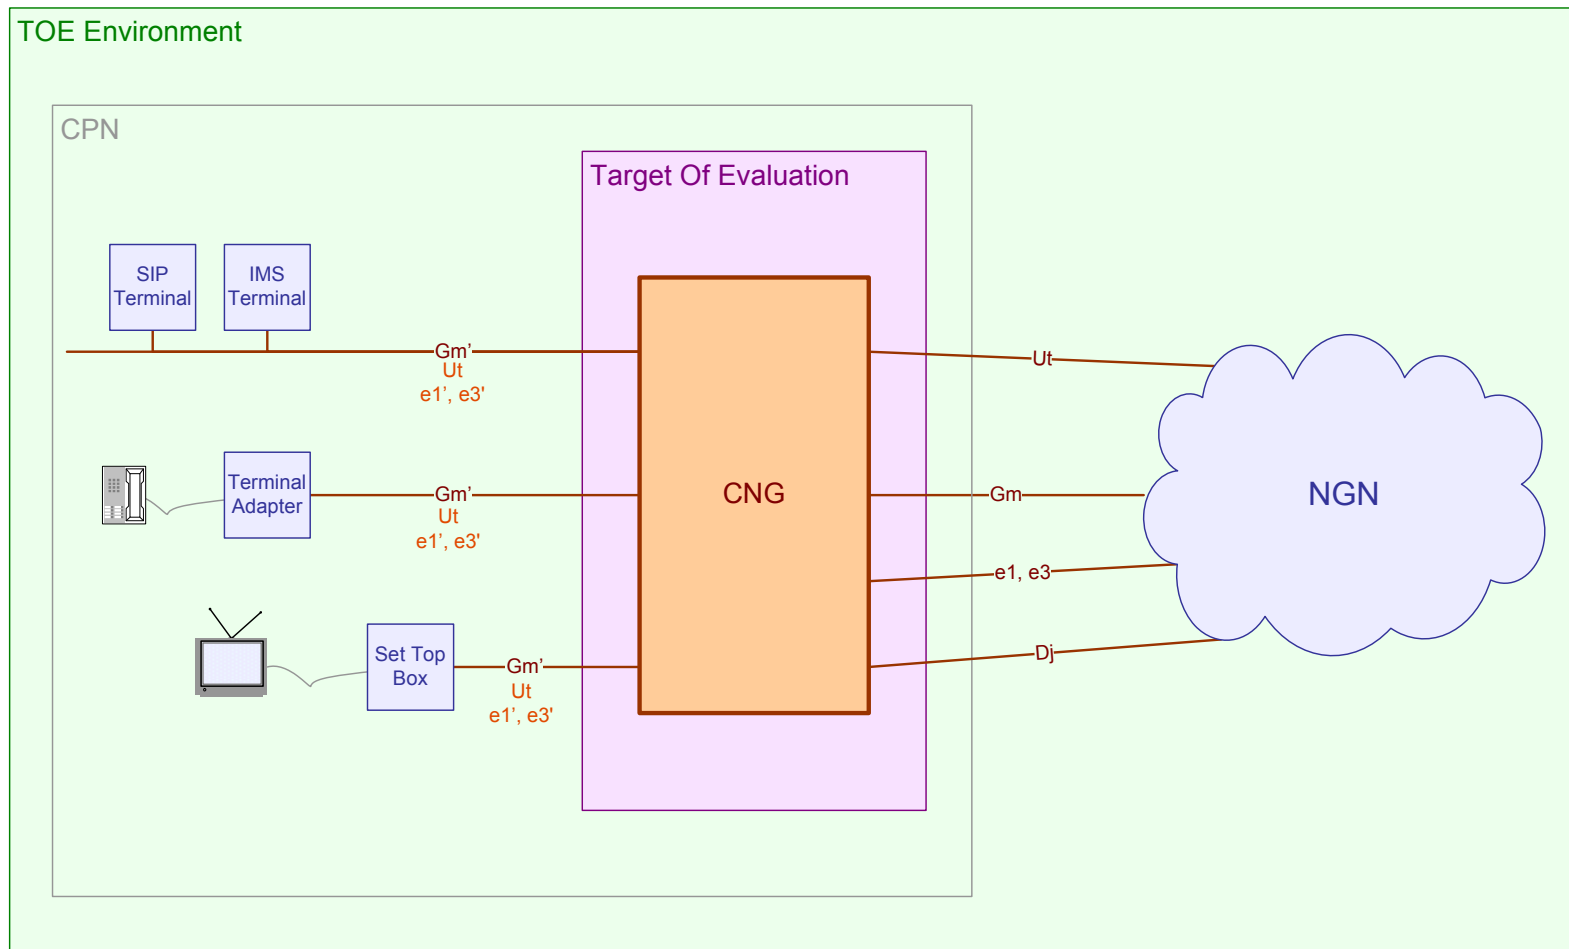 TOE Environment
CPN
Target Of Evaluation
SIP
Terminal
IMS
Terminal
Gm’
Ut
e1’, e3'
Ut
Terminal
Adapter
Gm’
Ut
e1’, e3'
CNG
Gm
NGN
e1, e3
Set Top
Box
Gm’
Ut
e1’, e3'
Dj